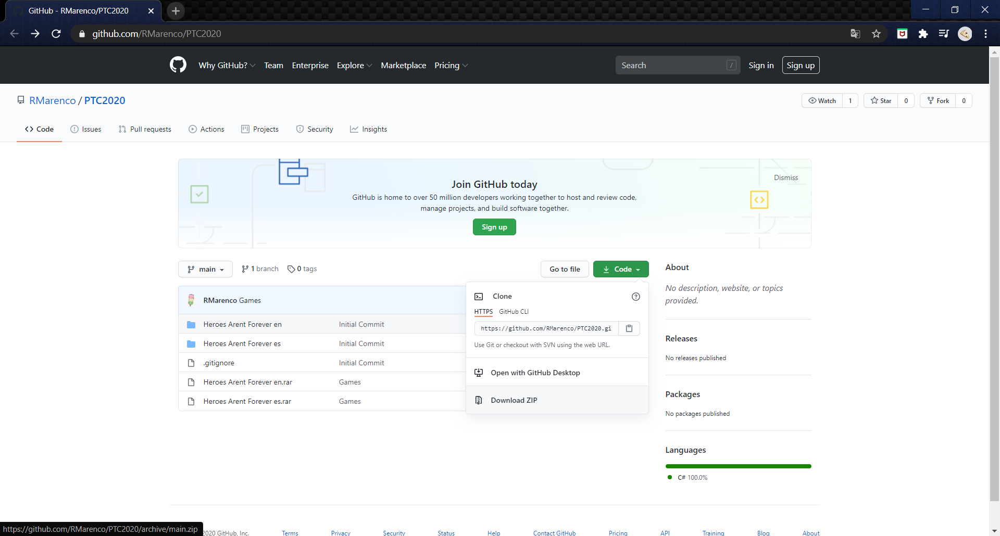 GitHub - RMarenco/PTC2020
github.com/RMarenco/PTC2020
Why GitHub? Team Enterprise Explore Marketplace Pricing Search / Sign in Sign up
RMarenco / PTC2020 Watch 1 Star 0 Fork 0
Code Issues Pull requests Actions Projects Security Insights
Dismiss
Join GitHub today
GitHub is home to over 50 million developers working together to host and review code,
manage projects, and build software together.
Sign up
main 1 branch 0 tags Go to file Code
RMarenco Games
Heroes Arent Forever en Initial Commit
Heroes Arent Forever es Initial Commit
.gitignore Initial Commit
Heroes Arent Forever en.rar Games
Heroes Arent Forever es.rar Games
Clone
HTTPS GitHub CLI
https://github.com/RMarenco/PTC2020.gi
Use Git or checkout with SVN using the web URL.
Open with GitHub Desktop
Download ZIP
About
No description, website, or topics
provided.
Releases
No releases published
Packages
No packages published
Languages
C# 100.0%
https://github.com/RMarenco/PTC2020/archive/main.zip
2020 GitHub, Inc. Terms Privacy Security Status Help Contact GitHub Pricing API Training Blog About